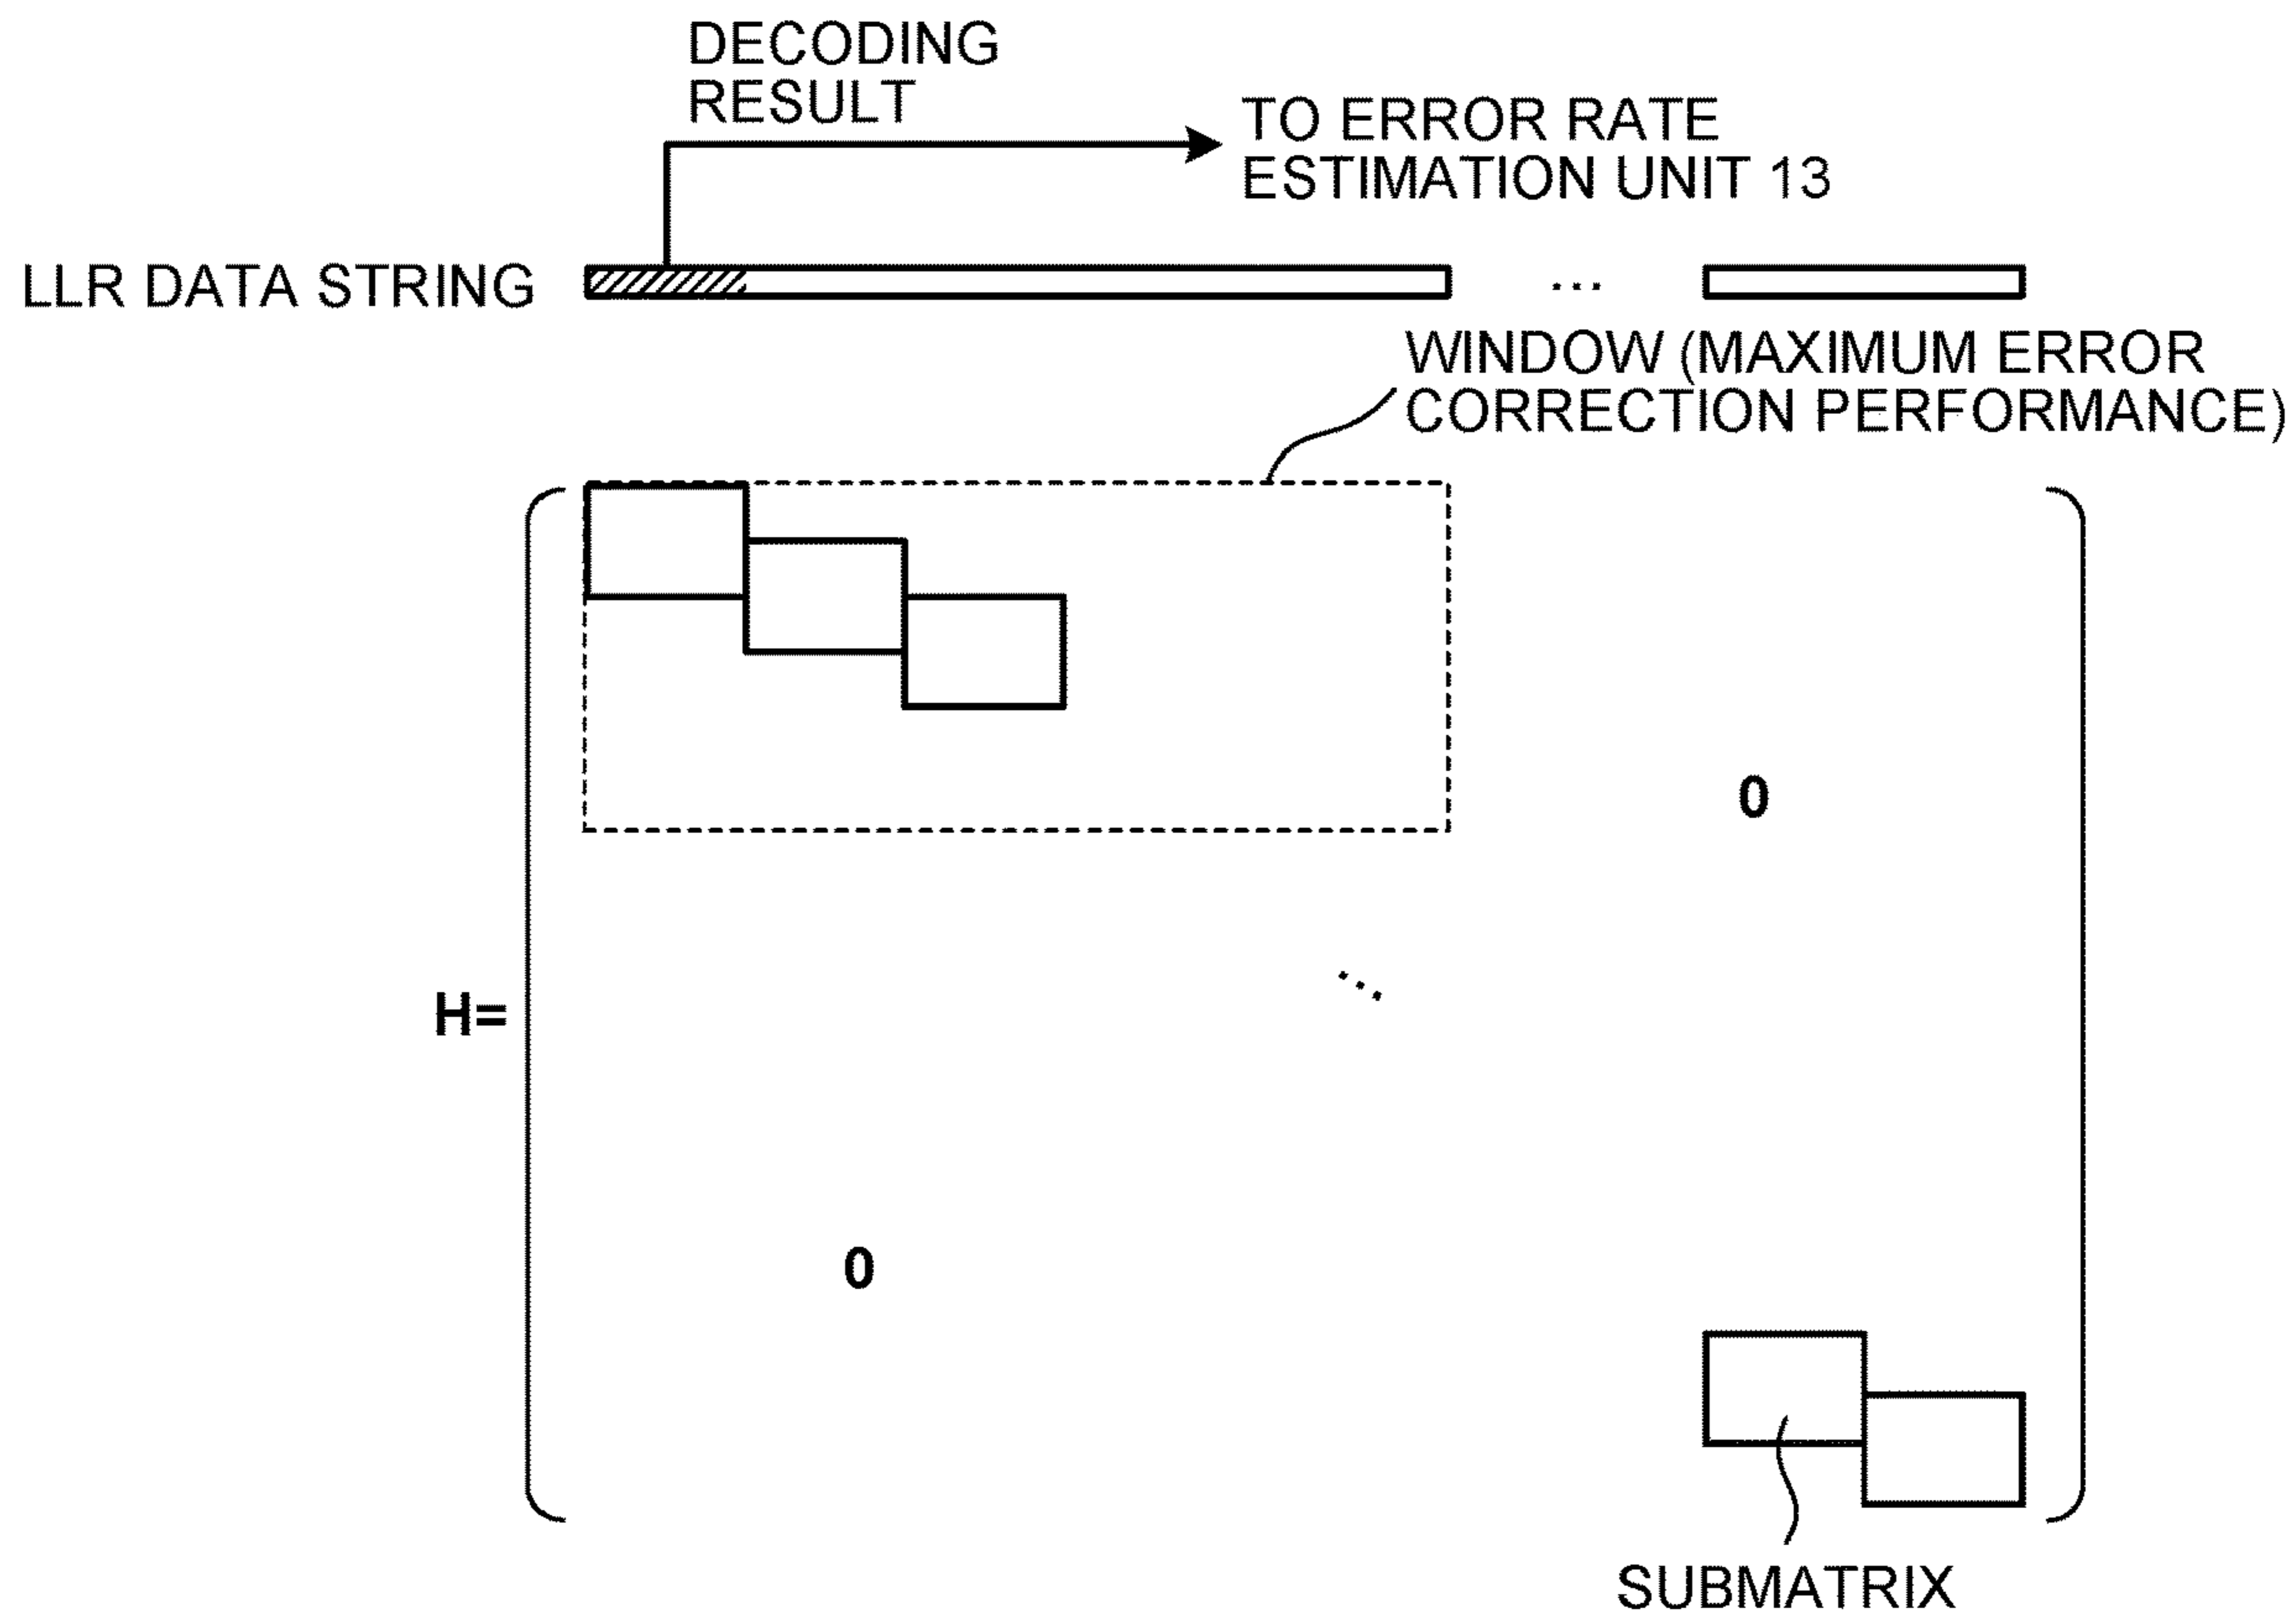 DECODING
RESULT
TO ERROR RATE
ESTIMATION UNIT 13
LLR DATA STRING
...
WINDOW (MAXIMUM ERROR
CORRECTION PERFORMANCE)
0
H=
...
0
SUBMATRIX